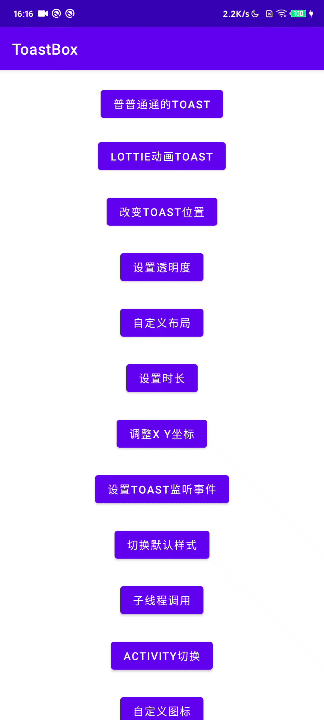 16:16
2.2K/s
100
ToastBox
普普通通的TOAST
LOTTIE动画TOAST
改变TOAST位置
设置透明度
自定义布局
设置时长
调整X Y坐标
设置TOAST监听事件
切换默认样式
子线程调用
ACTIVITY切换
自定义图标